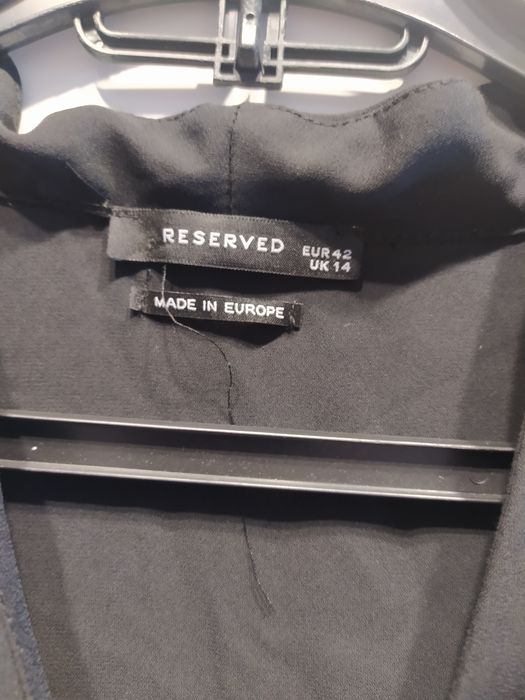 RESERVED
EUR 42
UK 14
MADE IN EUROPE